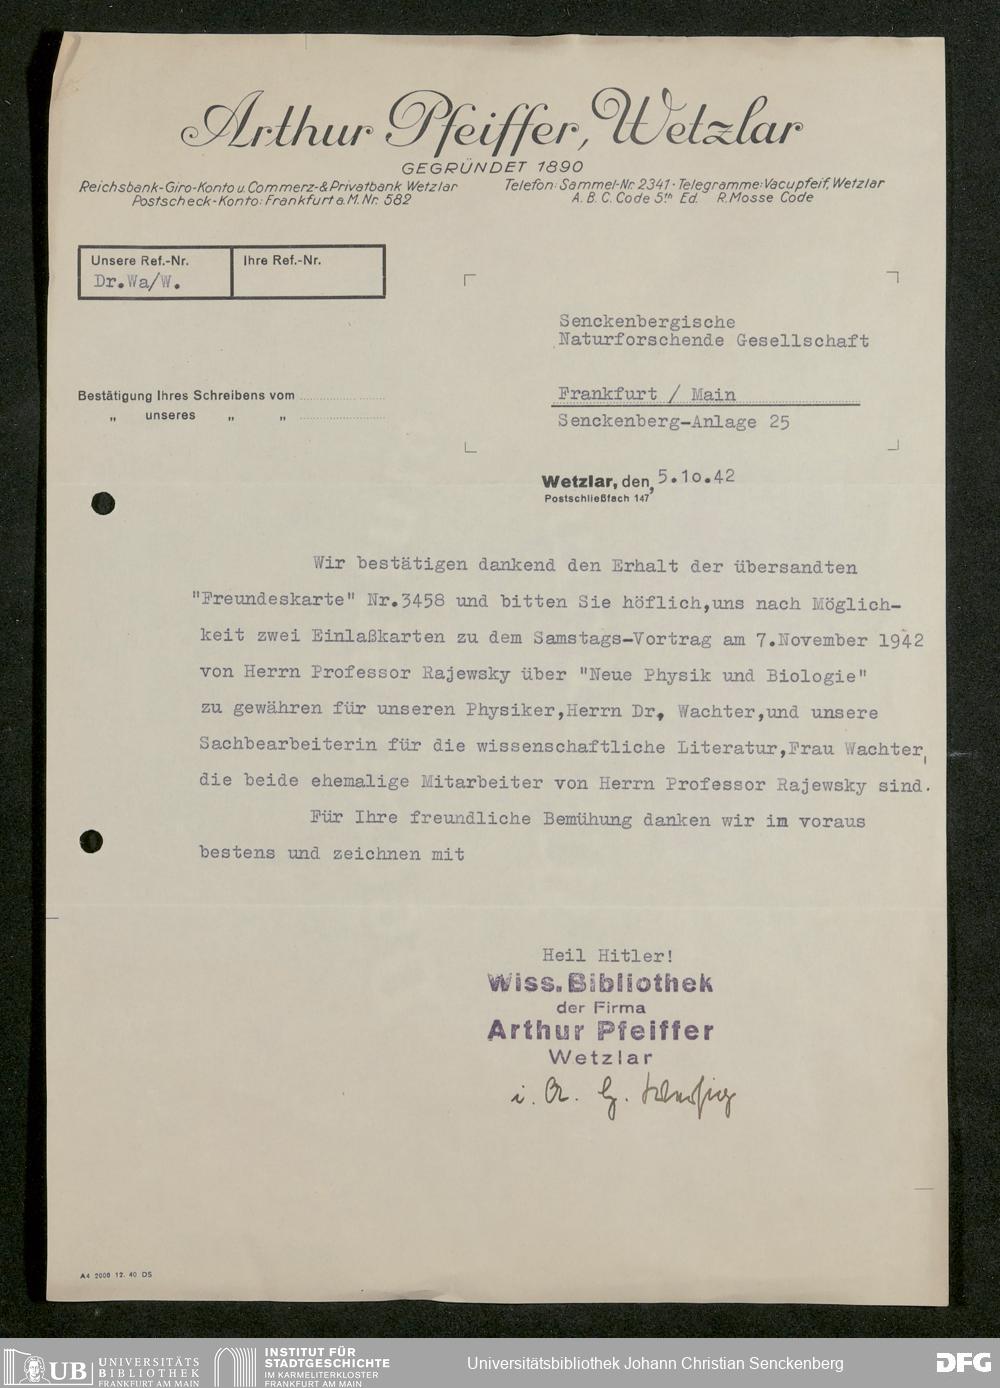 Arthur Pfeiffer, Wetzlar
GEGRÜNDET 1890
Reichsbank-Giro-Konto u. Commerz-& Privatbank Wetzlar
Postscheck-Konto: Frankfurt a. M. Nr. 582
Telefon: Sammel-Nr. 2341 · Telegramme: Vacupfeif, Wetzlar
A. B. C. Code 5th Ed. R. Mosse Code
Unsere Ref.-Nr. Ihre Ref.-Nr.
Dr.Wa/W.
Senckenbergische
Naturforschende Gesellschaft
Frankfurt / Main
Senckenberg-Anlage 25
Bestätigung Ihres Schreibens vom
„ unseres „ „
Wetzlar, den, 5.10.42
Postschließfach 147
Wir bestätigen dankend den Erhalt der übersandten
"Freundeskarte" Nr.3458 und bitten Sie höflich,uns nach Möglich-
keit zwei Einlaßkarten zu dem Samstags-Vortrag am 7.November 1942
von Herrn Professor Rajewsky über "Neue Physik und Biologie"
zu gewähren für unseren Physiker,Herrn Dr. Wachter,und unsere
Sachbearbeiterin für die wissenschaftliche Literatur,Frau Wachter,
die beide ehemalige Mitarbeiter von Herrn Professor Rajewsky sind.
Für Ihre freundliche Bemühung danken wir im voraus
bestens und zeichnen mit
Heil Hitler!
Wiss. Bibliothek
der Firma
Arthur Pfeiffer
Wetzlar
i. A.
A4 2000 12. 40 DS
UB UNIVERSITÄTS
BIBLIOTHEK
FRANKFURT AM MAIN
INSTITUT FÜR
STADTGESCHICHTE
IM KARMELITERKLOSTER
FRANKFURT AM MAIN
Universitätsbibliothek Johann Christian Senckenberg
DFG